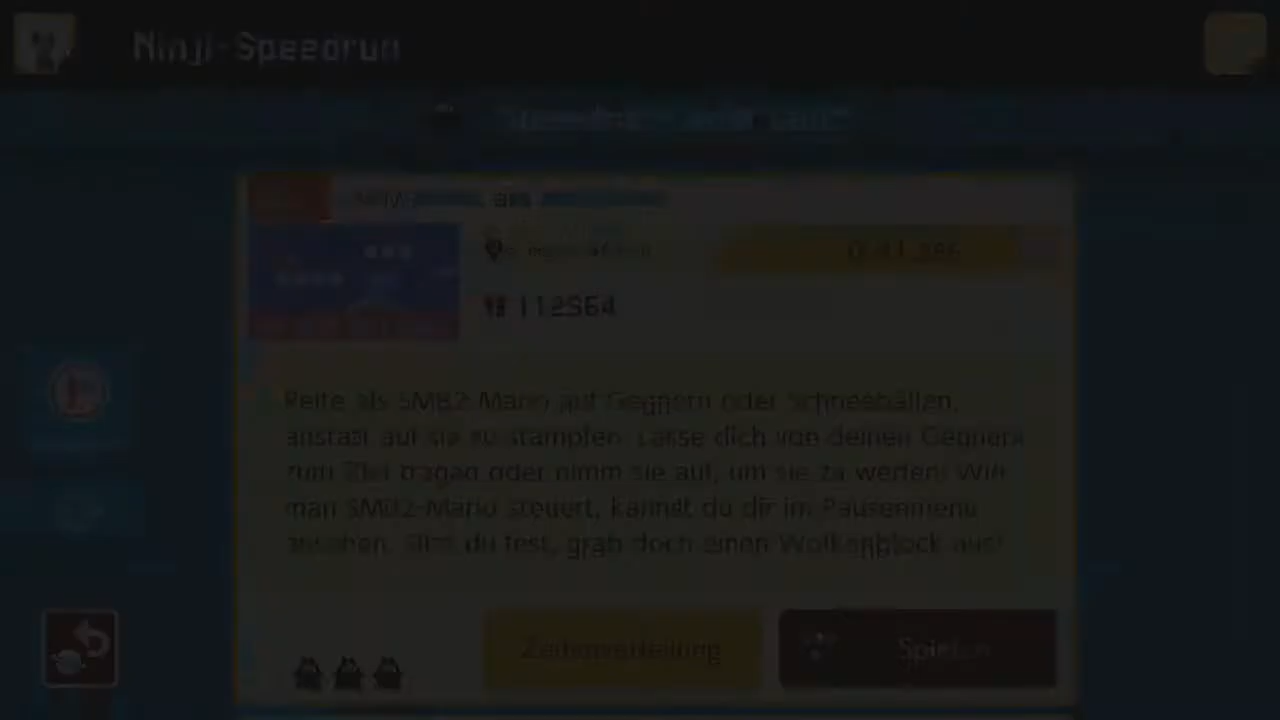 Ninji-Speedrun
112564
Reite als SMB2-Mario auf Gegnern oder Schneebällen,
anstatt auf sie zu stampfen. Lasse dich von deinen Gegnern
zum Ziel tragen oder nimm sie auf, um sie zu werfen! Wie
man SMB2-Mario steuert, kannst du dir im Pausenmenü
ansehen. Sitzt du fest, grab doch einen Wolkenblock aus!
Zeitenverteilung
Spielen